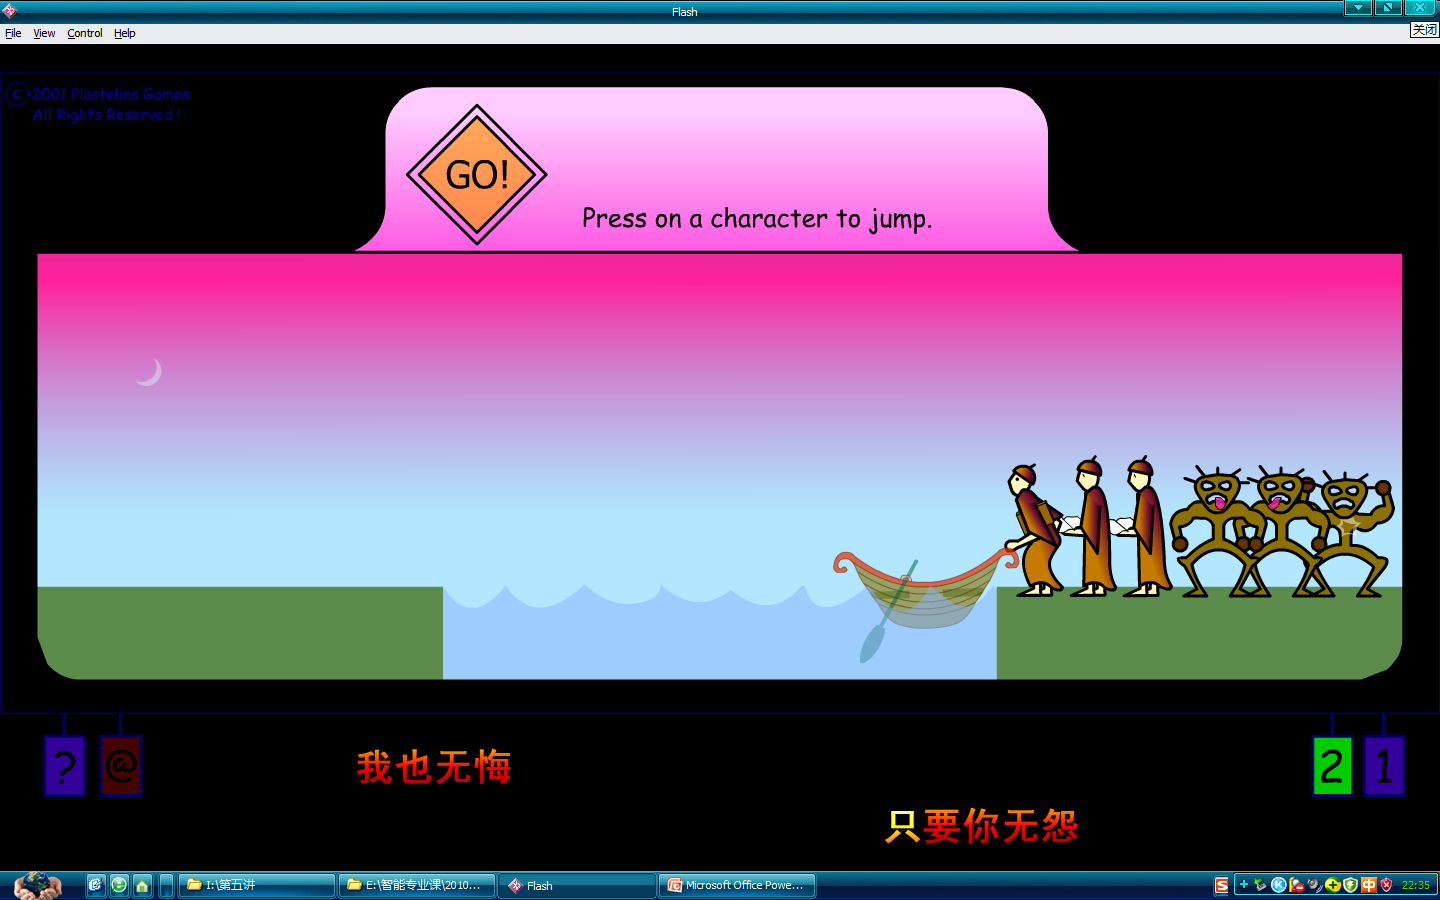 Flash
File View Control Help
关闭
© 2001 Plastelina Games
All Rights Reserved !
GO!
Press on a character to jump.
? @
2 1
我也无悔
只要你无怨
I:\第五讲 E:\智能专业课\2010... Flash Microsoft Office Powe...
S K 中 22:35